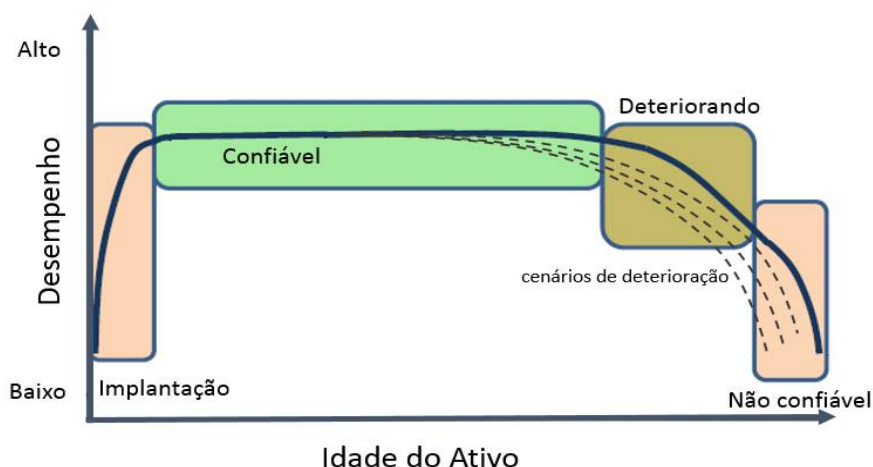 Alto
Deteriorando
Confiável
Desempenho
cenários de deterioração
Baixo
Implantação
Não confiável
Idade do Ativo